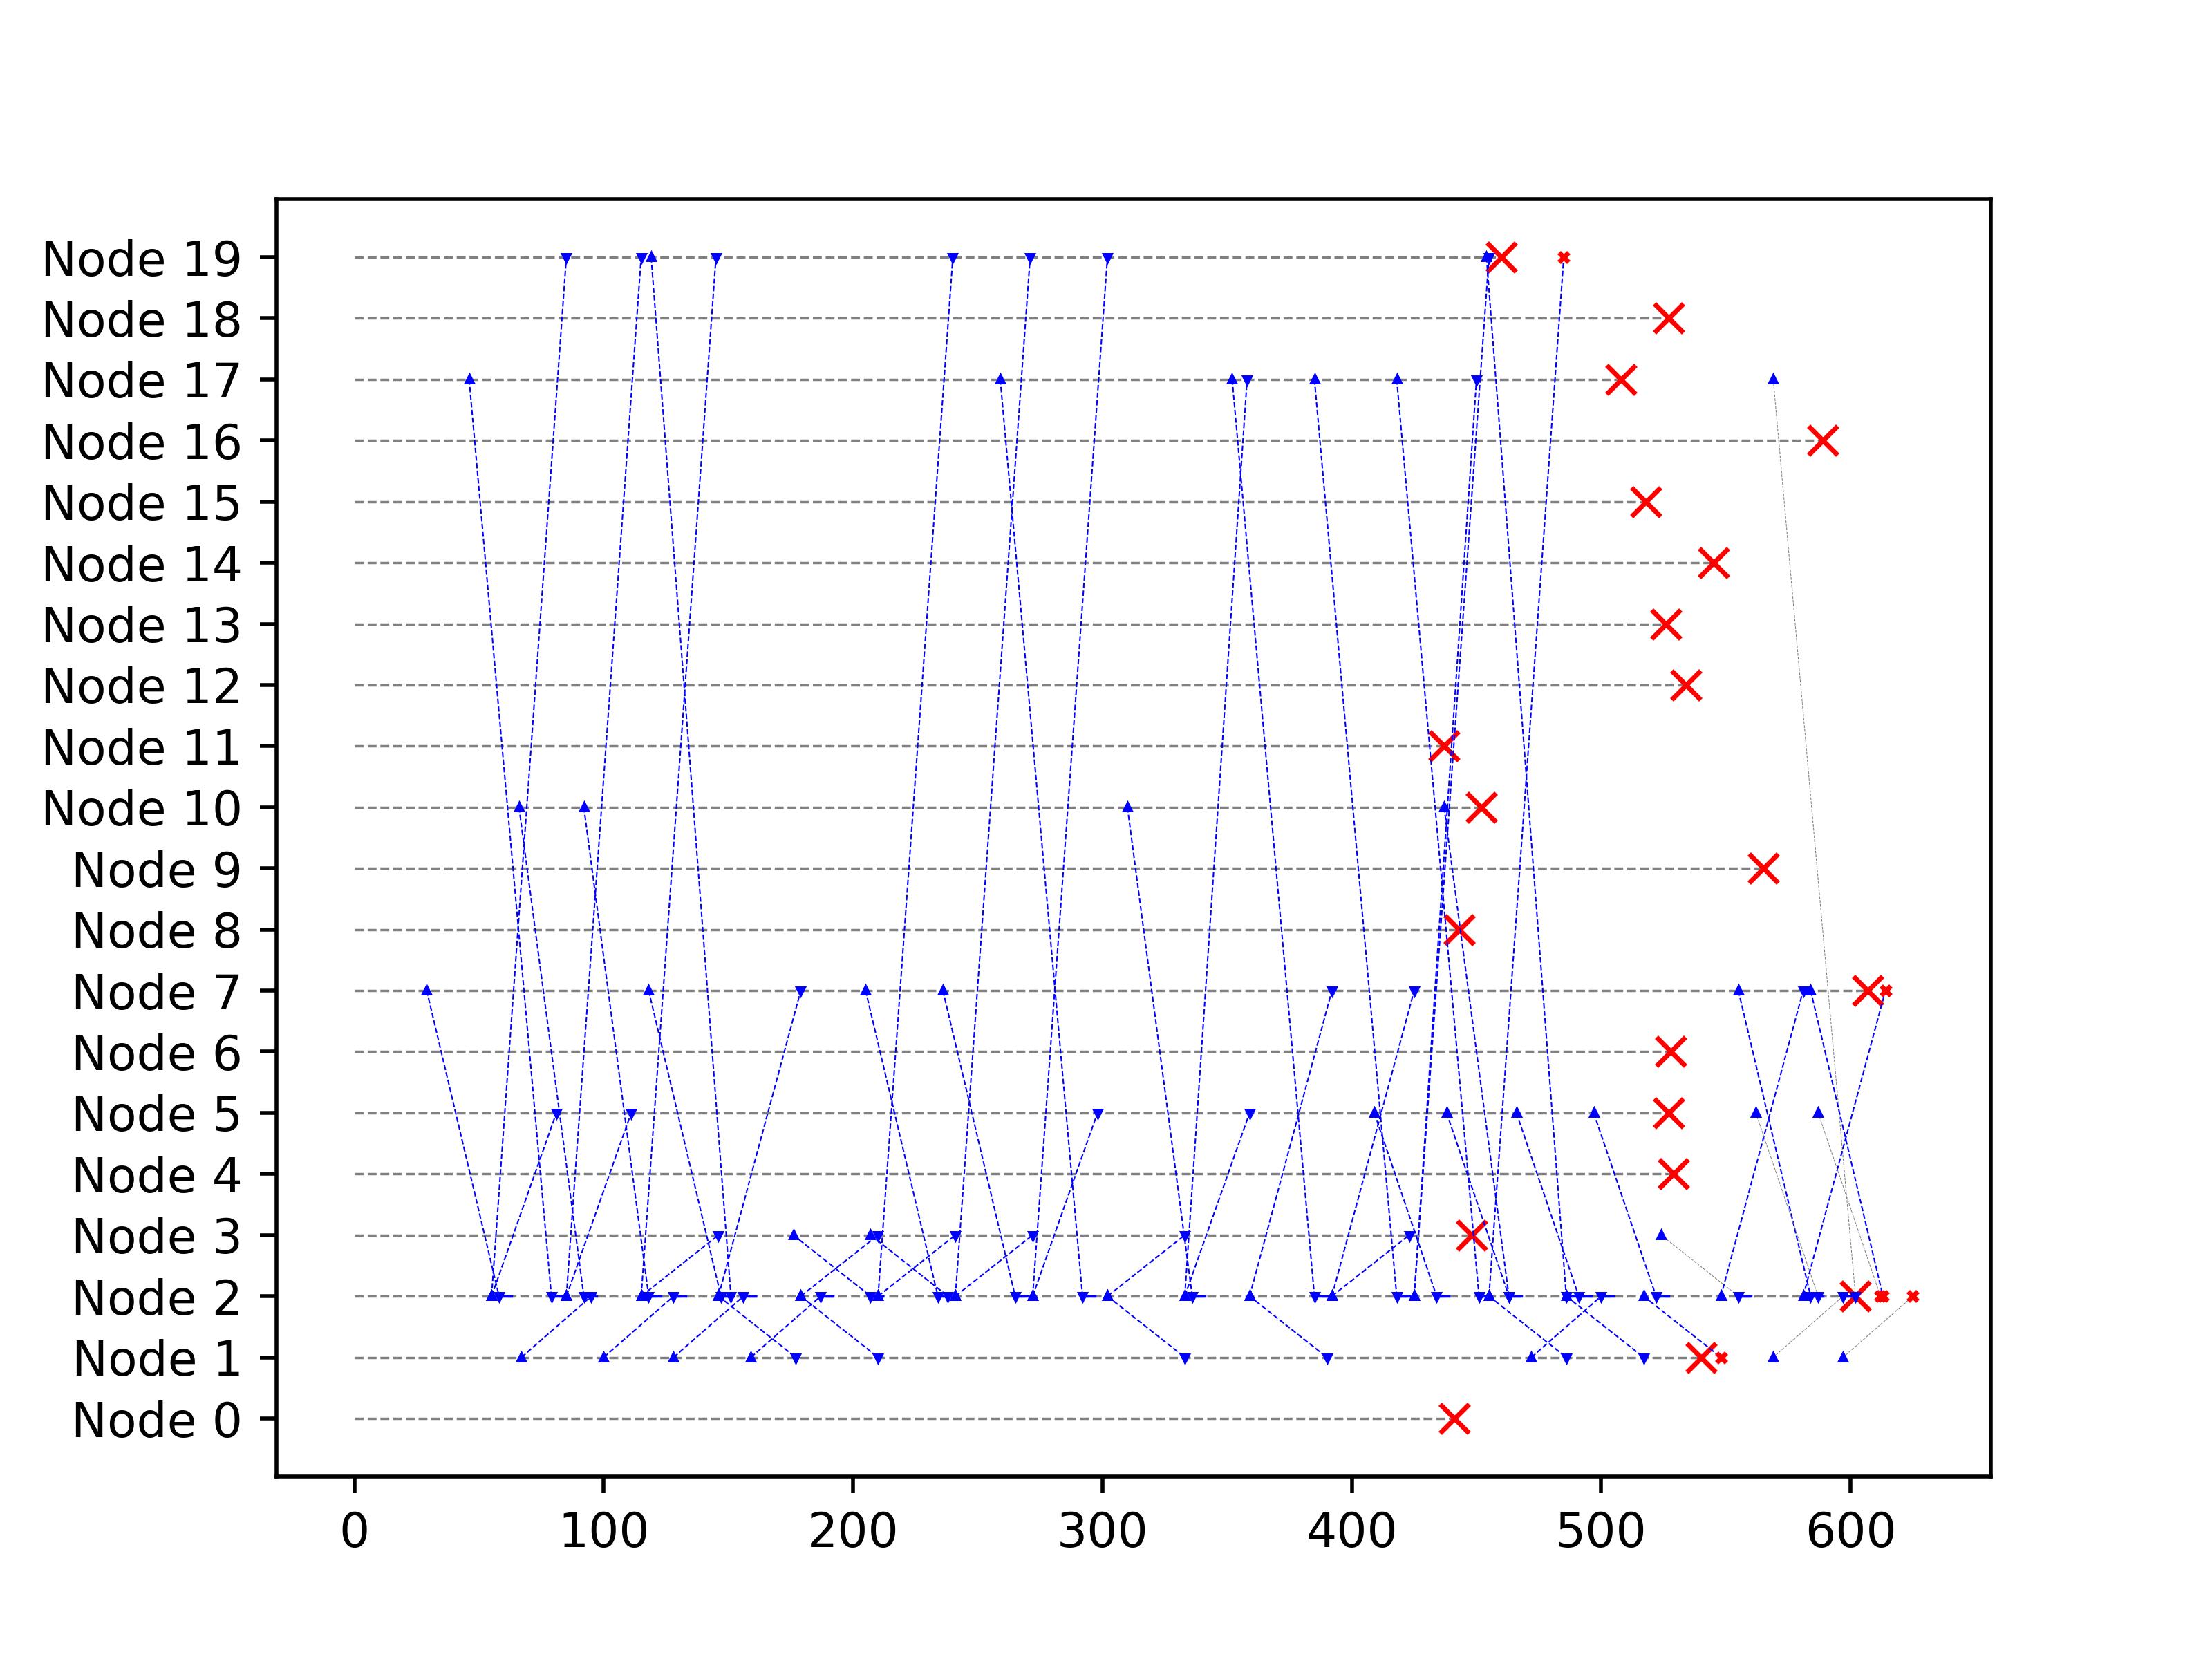 Node 19
Node 18
Node 17
Node 16
Node 15
Node 14
Node 13
Node 12
Node 11
Node 10
Node 9
Node 8
Node 7
Node 6
Node 5
Node 4
Node 3
Node 2
Node 1
Node 0
0 100 200 300 400 500 600